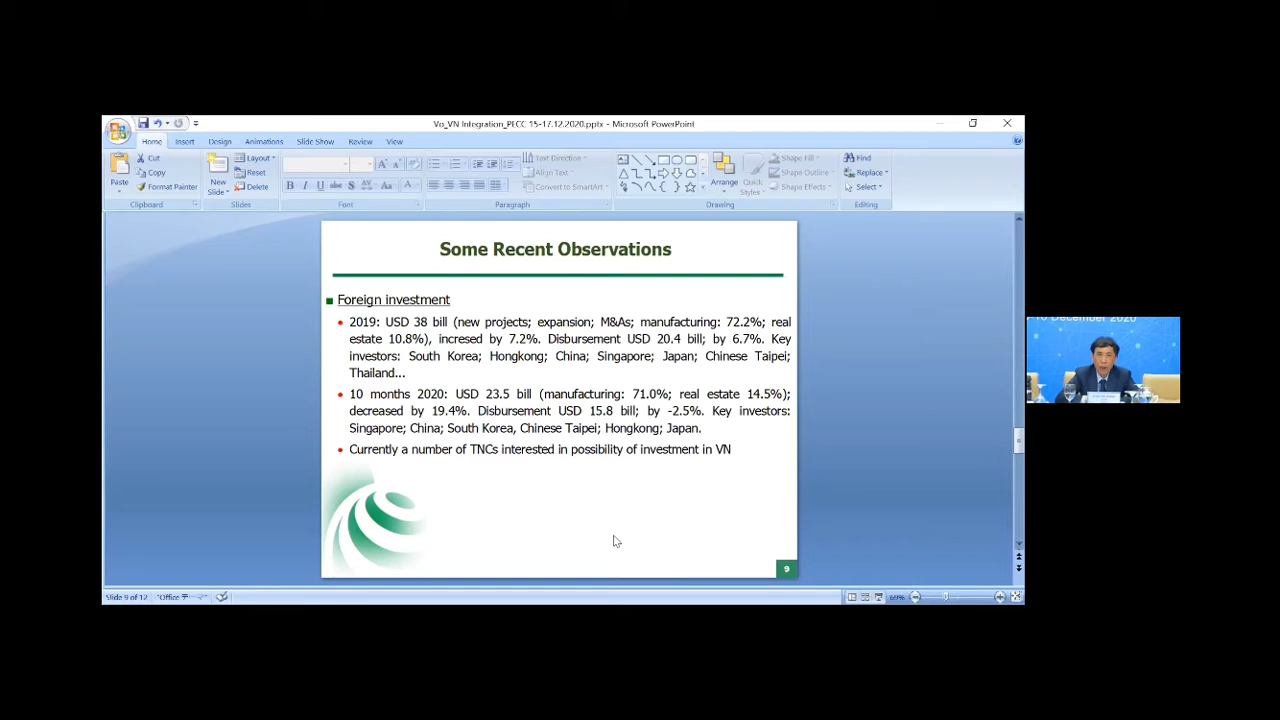 Vo_VN Integration_PECC 15-17.12.2020.pptx - Microsoft PowerPoint
Home Insert Design Slide Show Animations Review View
Paste
Cut
Copy
Format Painter
Clipboard
New Slide
Layout
Reset
Delete
Slides
B I U abc S AV Aa A
Font
Text Direction
Align Text
Convert to SmartArt
Paragraph
Arrange
Quick Styles
Shape Fill
Shape Outline
Shape Effects
Drawing
Find
Replace
Select
Editing
Some Recent Observations
Foreign investment
2019: USD 38 bill (new projects; expansion; M&As; manufacturing: 72.2%; real
estate 10.8%), incresed by 7.2%. Disbursement USD 20.4 bill; by 6.7%. Key
investors: South Korea; Hongkong; China; Singapore; Japan; Chinese Taipei;
Thailand...
10 months 2020: USD 23.5 bill (manufacturing: 71.0%; real estate 14.5%);
decreased by 19.4%. Disbursement USD 15.8 bill; by -2.5%. Key investors:
Singapore; China; South Korea, Chinese Taipei; Hongkong; Japan.
Currently a number of TNCs interested in possibility of investment in VN
9
December 2020
Slide 9 of 12
69%